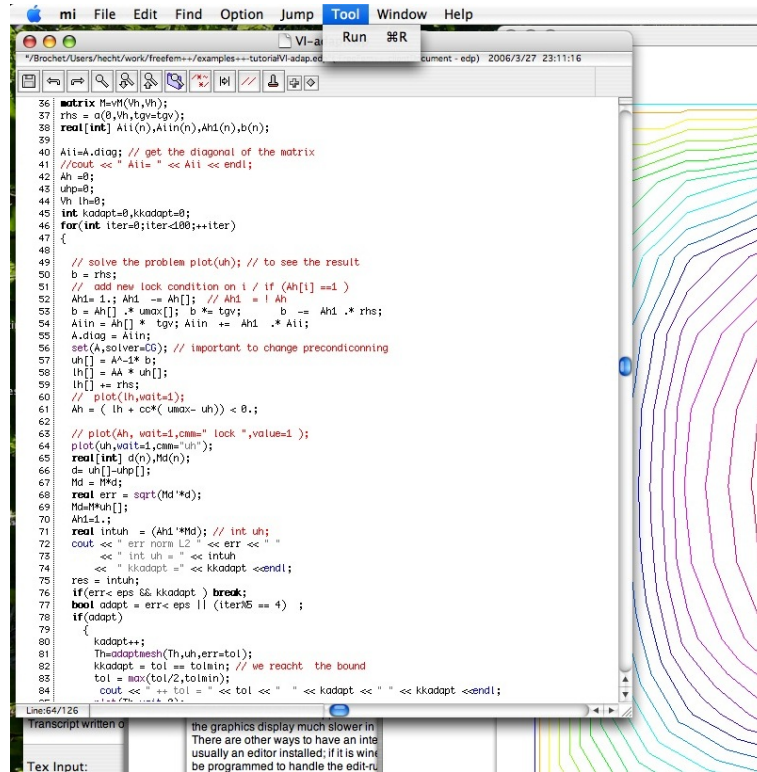 mi File Edit Find Option Jump Tool Window Help
Run ⌘R
VI-ad
"/Brochet/Users/hecht/work/freefem++/examples++-tutorial/VI-adap.ed cument - edp) 2006/3/27 23:11:16
36 matrix M=vM(Vh,Vh);
37 rhs = a(0,Vh,tgv=tgv);
38 real[int] Aii(n),Aiin(n),Ah1(n),b(n);
39
40 Aii=A.diag; // get the diagonal of the matrix
41 //cout << " Aii= " << Aii << endl;
42 Ah =0;
43 uhp=0;
44 Vh lh=0;
45 int kadapt=0,kkadapt=0;
46 for(int iter=0;iter<100;++iter)
47 {
48
49 // solve the problem plot(uh); // to see the result
50 b = rhs;
51 // add new lock condition on i / if (Ah[i] ==1 )
52 Ah1= 1.; Ah1 -= Ah[]; // Ah1 = ! Ah
53 b = Ah[] .* umax[]; b *= tgv; b -= Ah1 .* rhs;
54 Aiin = Ah[] * tgv; Aiin += Ah1 .* Aii;
55 A.diag = Aiin;
56 set(A,solver=CG); // important to change precondiconning
57 uh[] = A^-1* b;
58 lh[] = AA * uh[];
59 lh[] += rhs;
60 // plot(lh,wait=1);
61 Ah = ( lh + cc*( umax- uh)) < 0.;
62
63 // plot(Ah, wait=1,cmm=" lock ",value=1 );
64 plot(uh,wait=1,cmm="uh");
65 real[int] d(n),Md(n);
66 d= uh[]-uhp[];
67 Md = M*d;
68 real err = sqrt(Md'*d);
69 Md=M*uh[];
70 Ah1=1.;
71 real intuh = (Ah1'*Md); // int uh;
72 cout << " err norm L2 " << err << " "
73 << " int uh = " << intuh
74 << " kkadapt =" << kkadapt <<endl;
75 res = intuh;
76 if(err< eps && kkadapt ) break;
77 bool adapt = err< eps || (iter%5 == 4) ;
78 if(adapt)
79 {
80 kadapt++;
81 Th=adaptmesh(Th,uh,err=tol);
82 kkadapt = tol == tolmin; // we reacht the bound
83 tol = max(tol/2,tolmin);
84 cout << " ++ tol = " << tol << " " << kadapt << " " << kkadapt <<endl;
Line:64/126
Transcript written o
Tex Input:
the graphics display much slower in
There are other ways to have an inte
usually an editor installed; if it is wine
be programmed to handle the edit-ru